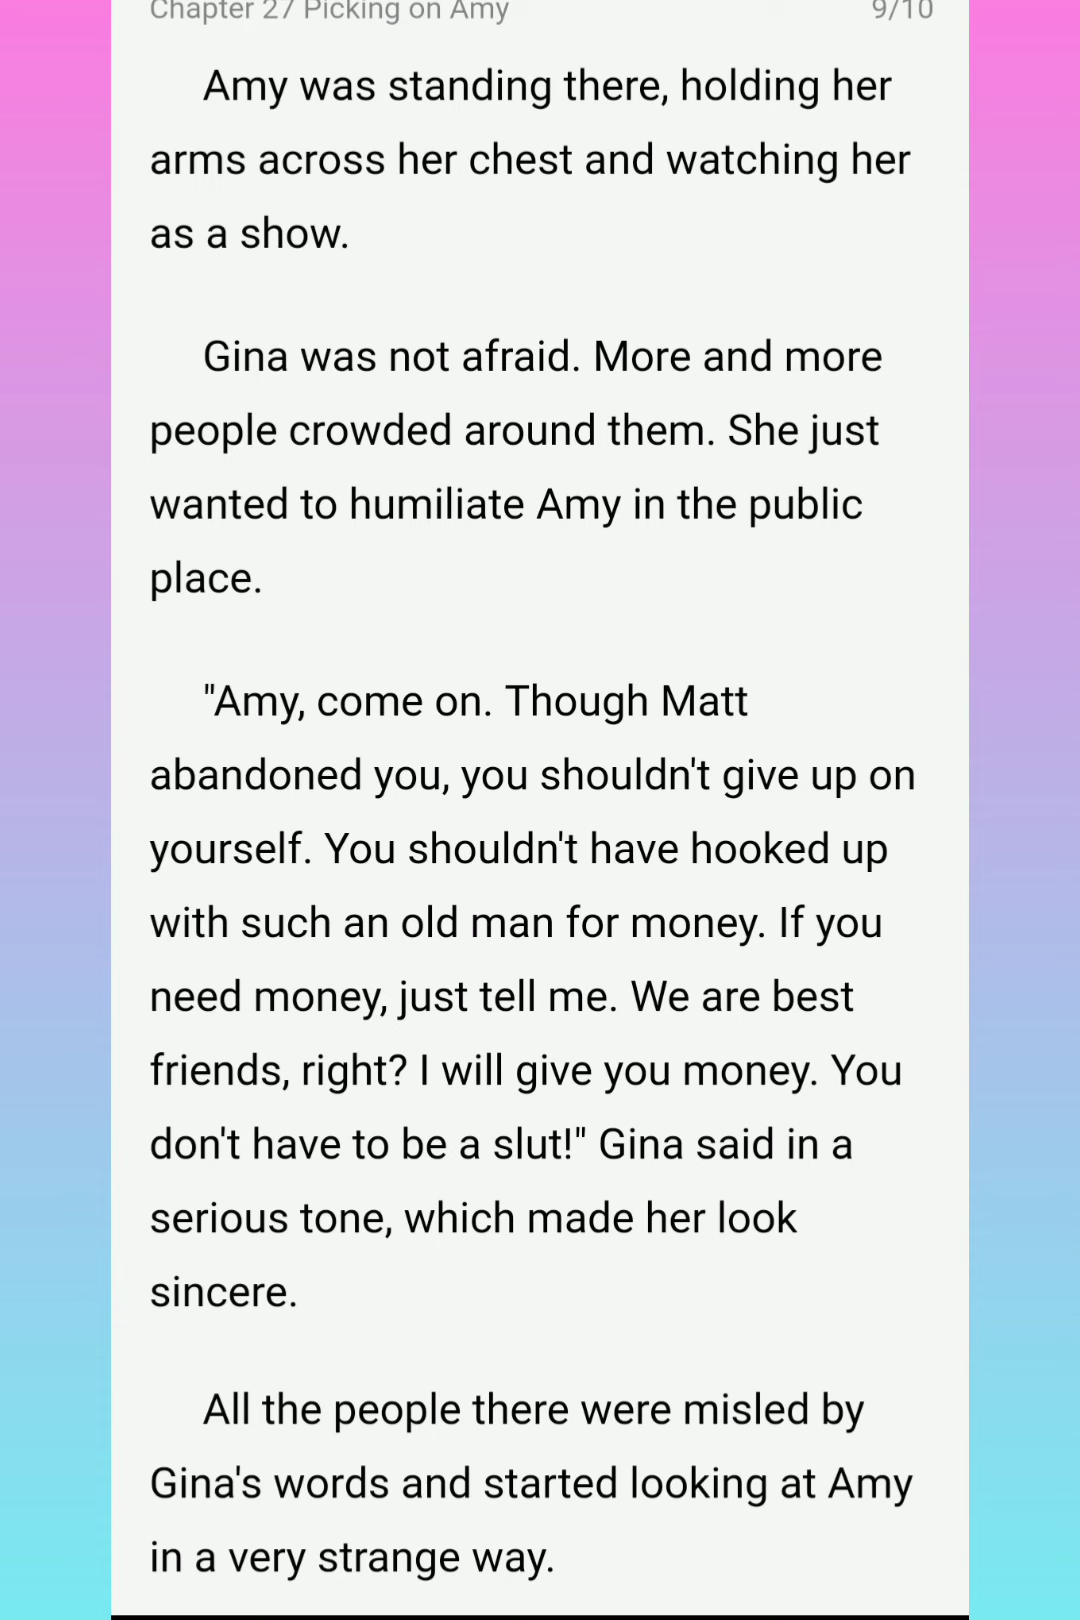 Chapter 27 Picking on Amy 9/10
Amy was standing there, holding her
arms across her chest and watching her
as a show.
Gina was not afraid. More and more
people crowded around them. She just
wanted to humiliate Amy in the public
place.
"Amy, come on. Though Matt
abandoned you, you shouldn't give up on
yourself. You shouldn't have hooked up
with such an old man for money. If you
need money, just tell me. We are best
friends, right? I will give you money. You
don't have to be a slut!" Gina said in a
serious tone, which made her look
sincere.
All the people there were misled by
Gina's words and started looking at Amy
in a very strange way.